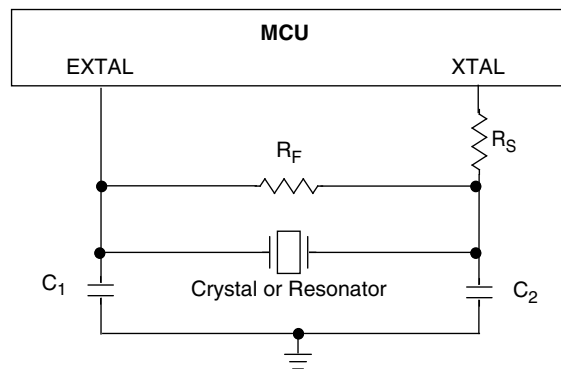 MCU
EXTAL XTAL
R_F
R_S
C_1
Crystal or Resonator
C_2